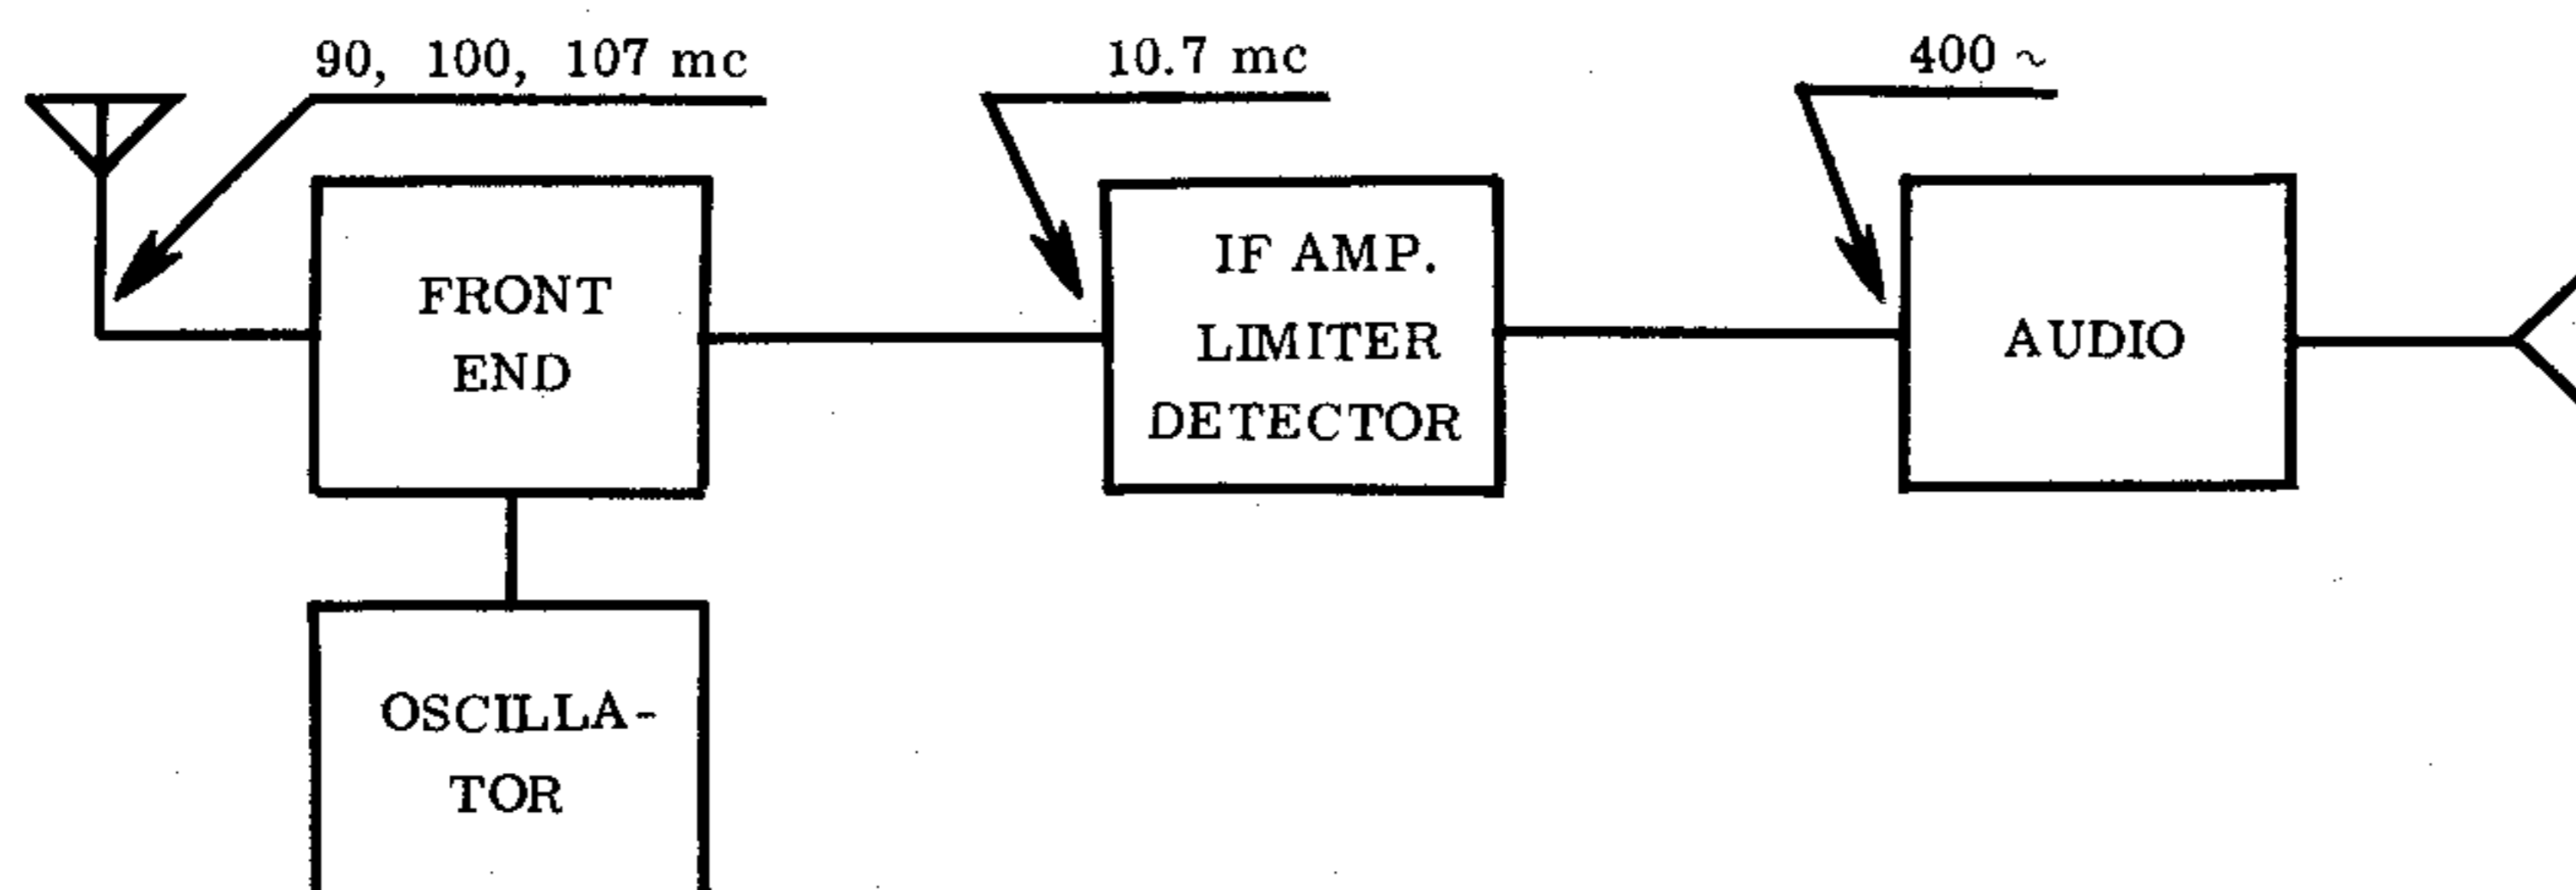 90, 100, 107 mc
10.7 mc
400 ~
FRONT
END
IF AMP.
LIMITER
DETECTOR
AUDIO
OSCILLA-
TOR